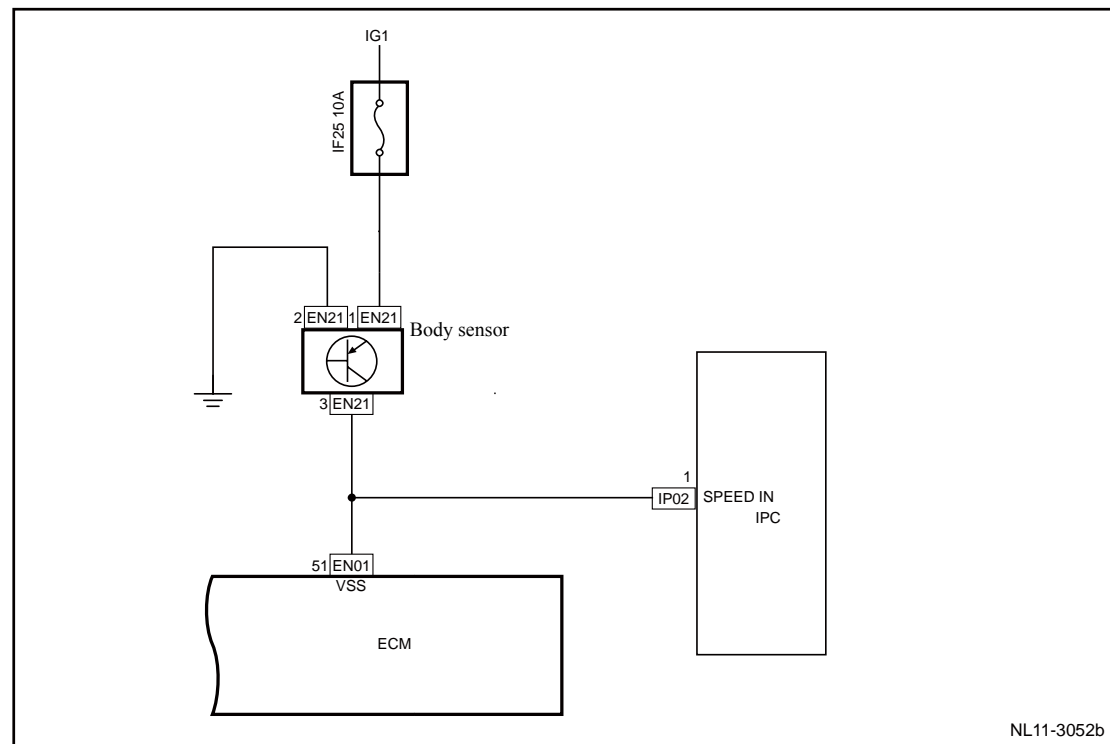 IG1
IF25 10A
2 EN21 1 EN21
Body sensor
3 EN21
1
IP02 SPEED IN
IPC
51 EN01
VSS
ECM
NL11-3052b